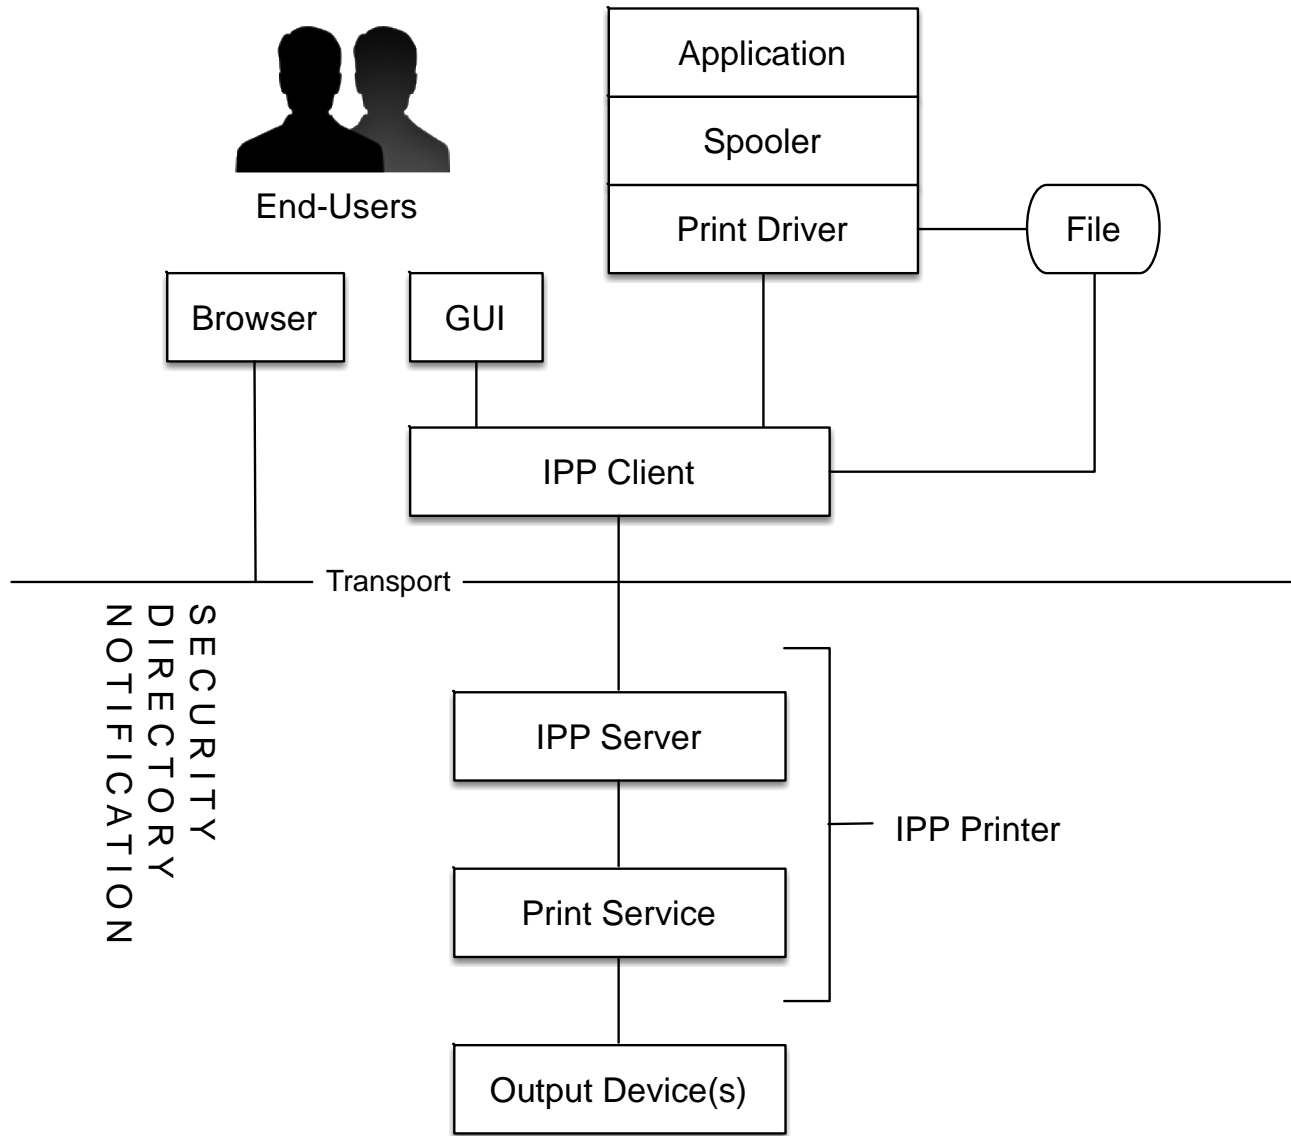 Application
Spooler
End-Users
Print Driver
File
Browser
GUI
IPP Client
Transport
SECURITY
DIRECTORY
NOTIFICATION
IPP Server
IPP Printer
Print Service
Output Device(s)